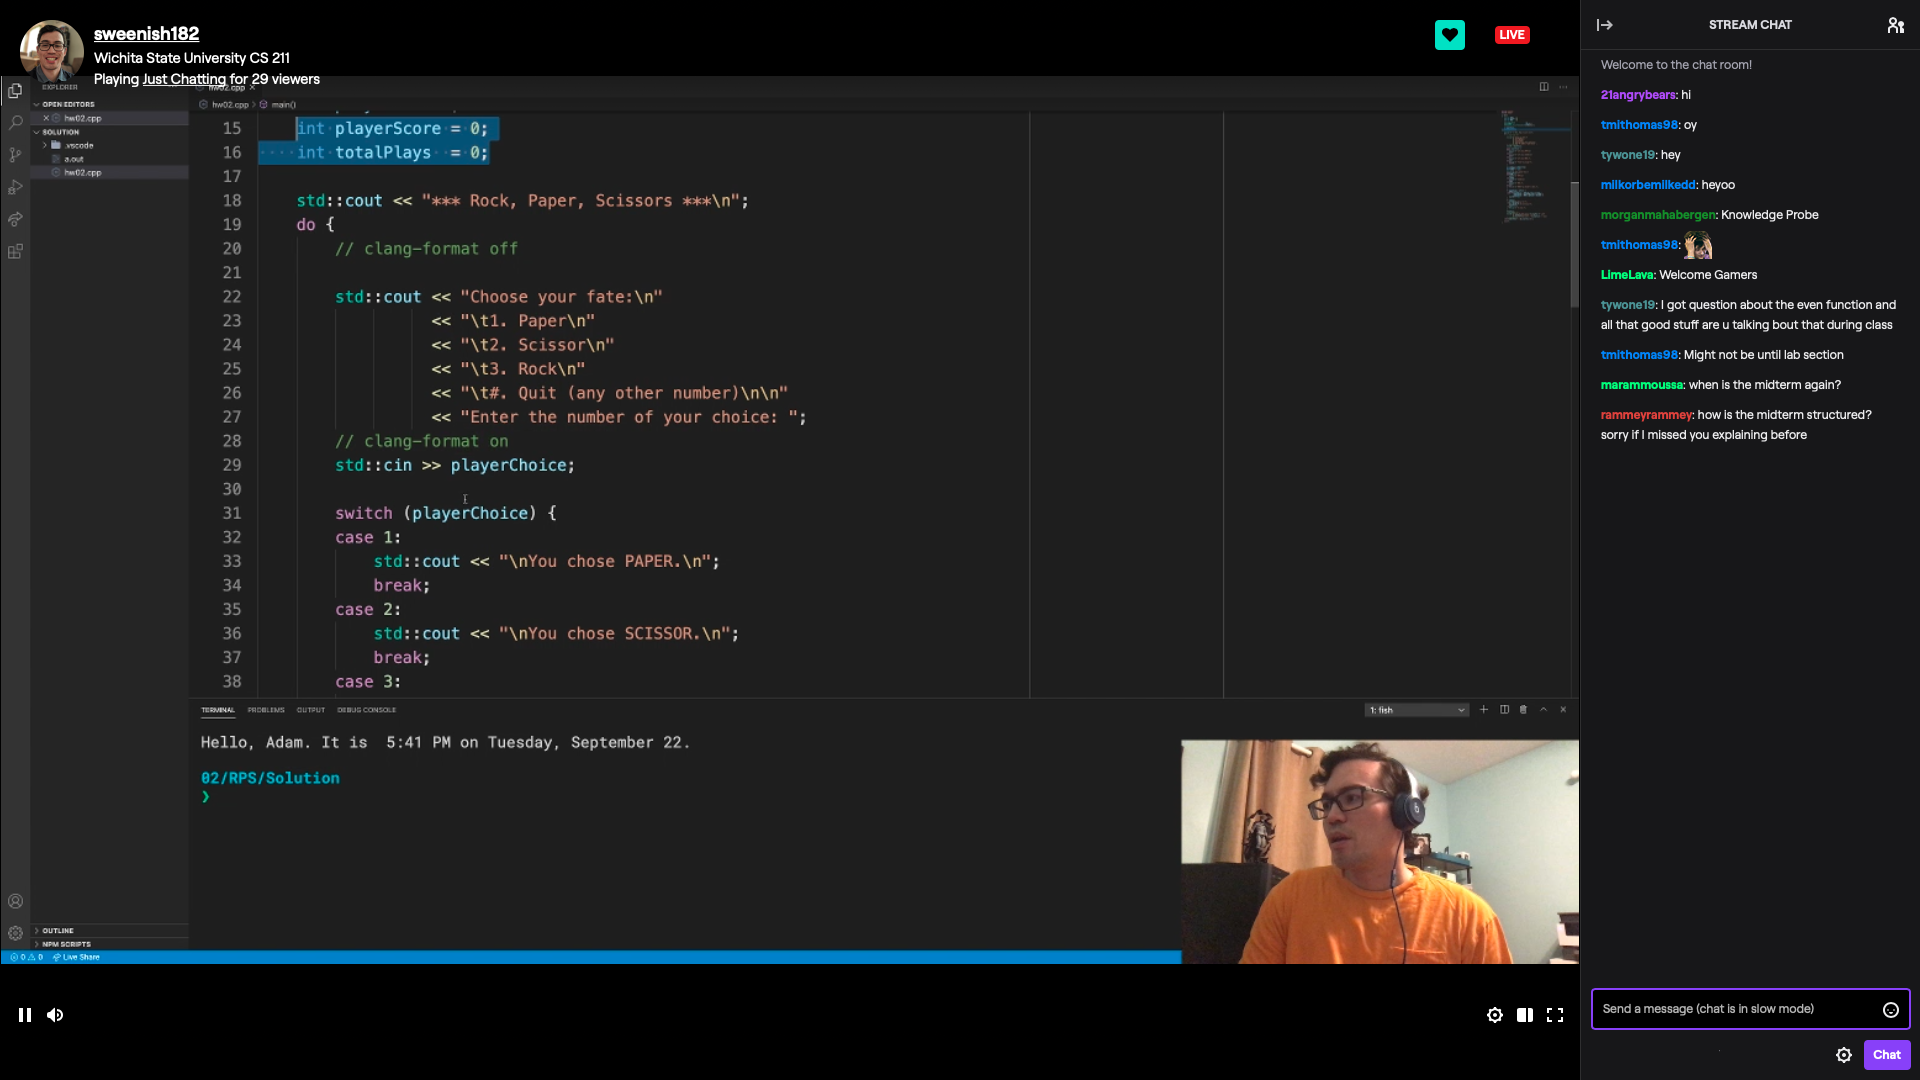 sweenish182
Wichita State University CS 211
Playing Just Chatting for 29 viewers
LIVE
EXPLORER
OPEN EDITORS
hw02.cpp
SOLUTION
.vscode
a.out
hw02.cpp
hw02.cpp
hw02.cpp > main()
15 int playerScore = 0;
16 int totalPlays = 0;
17
18 std::cout << "*** Rock, Paper, Scissors ***\n";
19 do {
20 // clang-format off
21
22 std::cout << "Choose your fate:\n"
23 << "\t1. Paper\n"
24 << "\t2. Scissor\n"
25 << "\t3. Rock\n"
26 << "\t#. Quit (any other number)\n\n"
27 << "Enter the number of your choice: ";
28 // clang-format on
29 std::cin >> playerChoice;
30
31 switch (playerChoice) {
32 case 1:
33 std::cout << "\nYou chose PAPER.\n";
34 break;
35 case 2:
36 std::cout << "\nYou chose SCISSOR.\n";
37 break;
38 case 3:
TERMINAL PROBLEMS OUTPUT DEBUG CONSOLE
1: fish
Hello, Adam. It is  5:41 PM on Tuesday, September 22.
02/RPS/Solution
❯
OUTLINE
NPM SCRIPTS
0 0 Live Share
STREAM CHAT
Welcome to the chat room!
21angrybears: hi
tmithomas98: oy
tywone19: hey
milkorbemilkedd: heyoo
morganmahabergen: Knowledge Probe
tmithomas98:
LimeLava: Welcome Gamers
tywone19: I got question about the even function and
all that good stuff are u talking bout that during class
tmithomas98: Might not be until lab section
marammoussa: when is the midterm again?
rammeyrammey: how is the midterm structured?
sorry if I missed you explaining before
Send a message (chat is in slow mode)
Chat